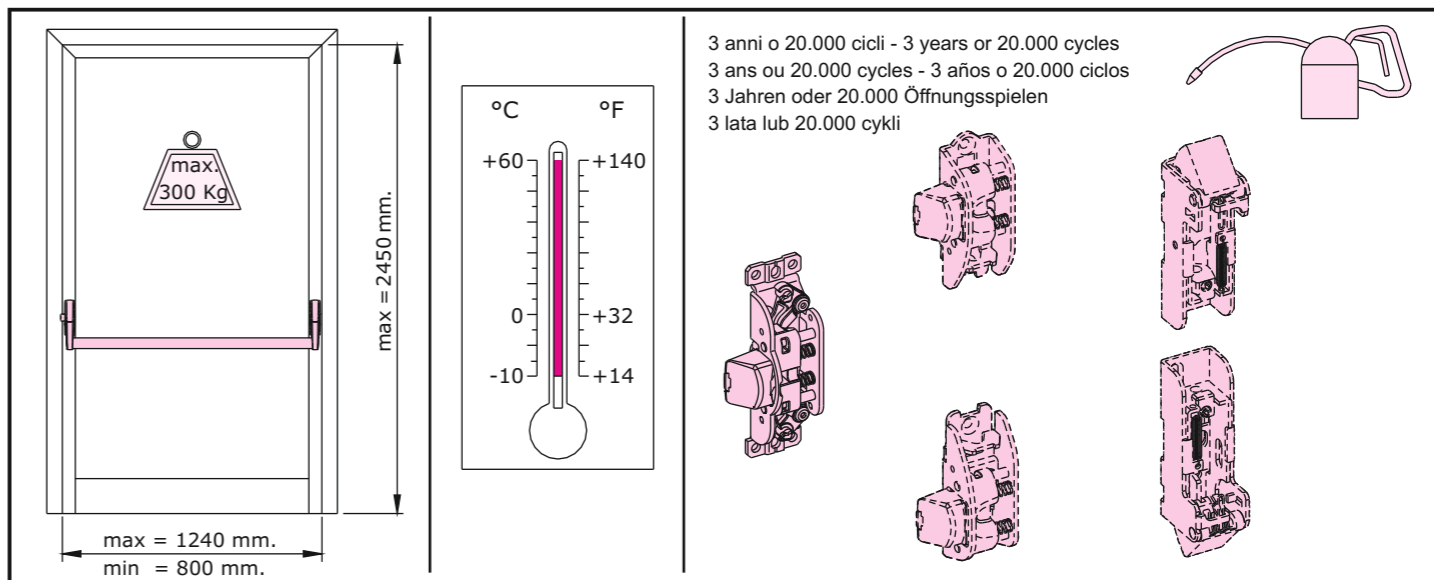 max.
300 Kg
max = 2450 mm.
max = 1240 mm.
min = 800 mm.
°C °F
+60 +140
0 +32
-10 +14
3 anni o 20.000 cicli - 3 years or 20.000 cycles
3 ans ou 20.000 cycles - 3 años o 20.000 ciclos
3 Jahren oder 20.000 Öffnungsspielen
3 lata lub 20.000 cykli